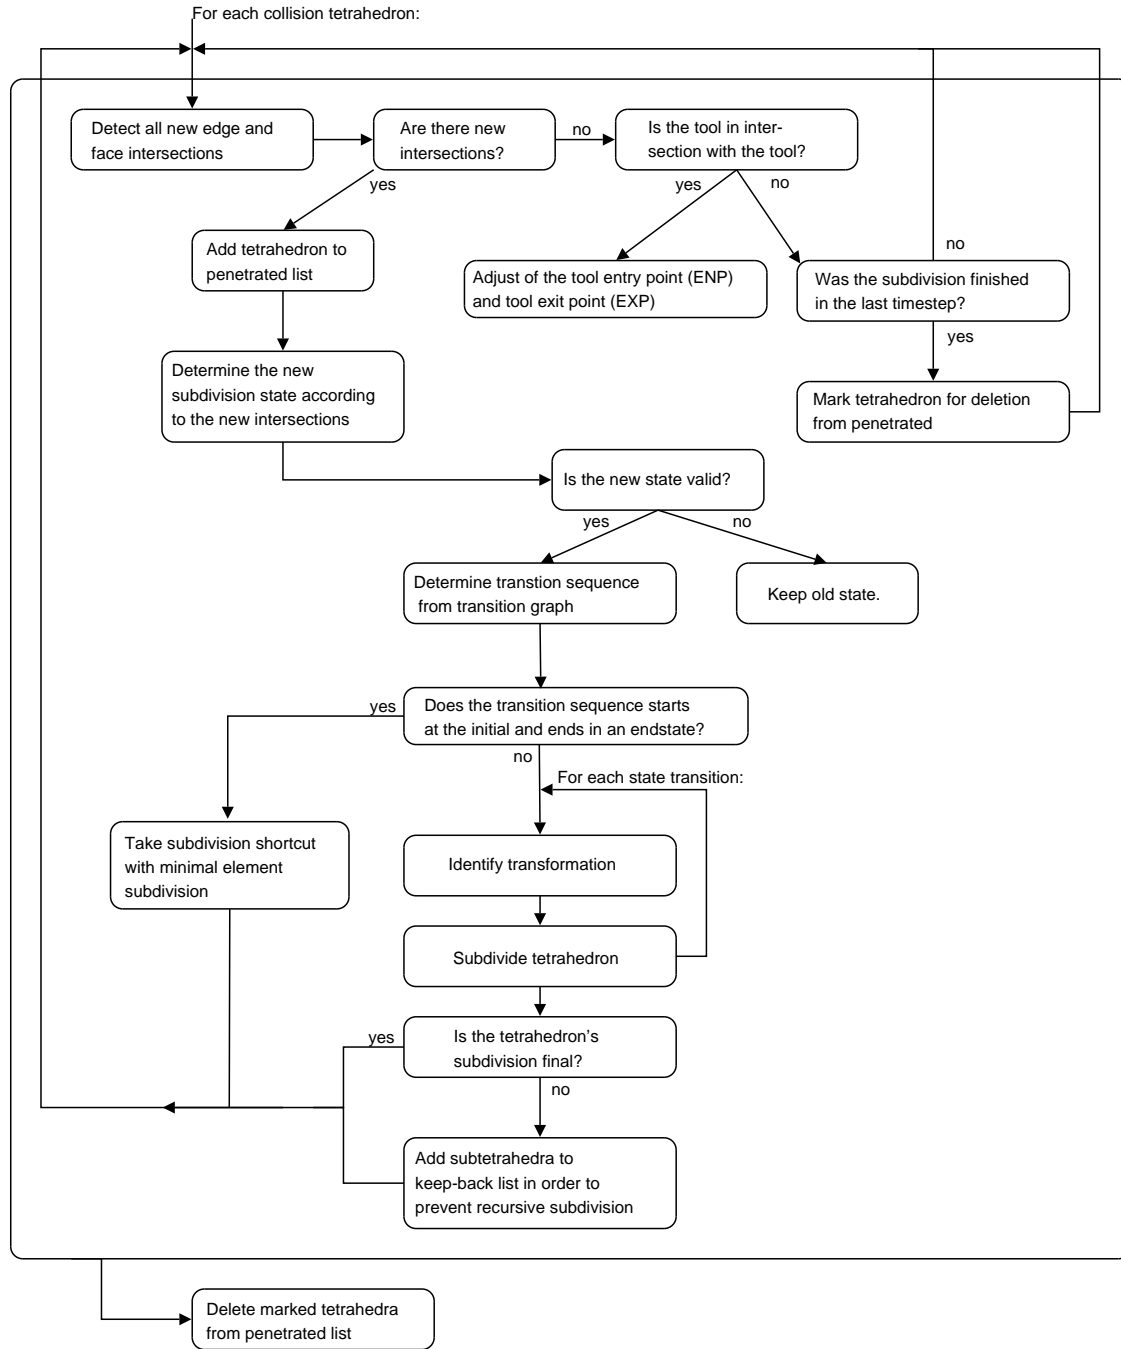 For each collision tetrahedron:
Detect all new edge and
face intersections
Are there new
intersections?
no
Is the tool in inter-
section with the tool?
yes
yes
no
Add tetrahedron to
penetrated list
Adjust of the tool entry point (ENP)
and tool exit point (EXP)
no
Was the subdivision finished
in the last timestep?
yes
Determine the new
subdivision state according
to the new intersections
Mark tetrahedron for deletion
from penetrated
Is the new state valid?
yes
no
Determine transtion sequence
from transition graph
Keep old state.
yes
Does the transition sequence starts
at the initial and ends in an endstate?
no
For each state transition:
Take subdivision shortcut
with minimal element
subdivision
Identify transformation
Subdivide tetrahedron
yes
Is the tetrahedron's
subdivision final?
no
Add subtetrahedra to
keep-back list in order to
prevent recursive subdivision
Delete marked tetrahedra
from penetrated list